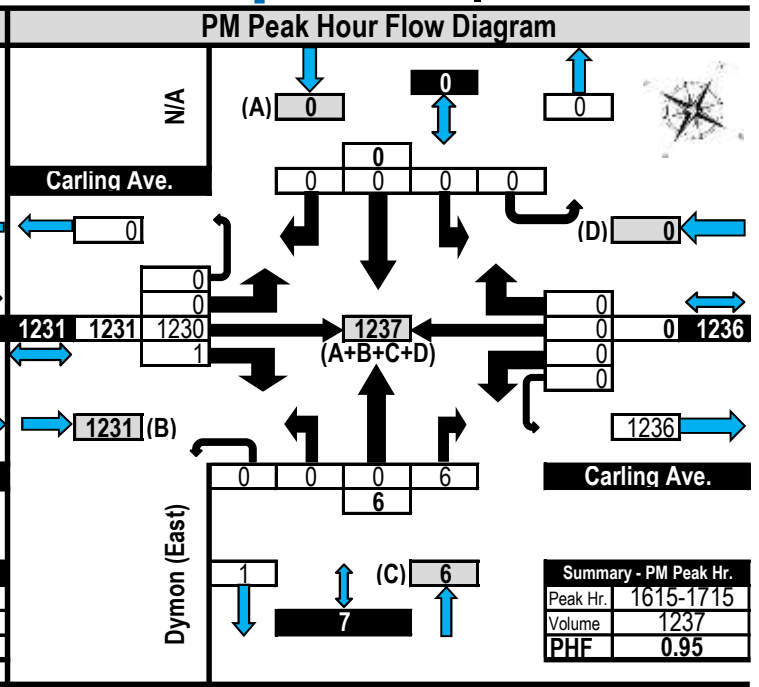 PM Peak Hour Flow Diagram
N/A
(A) 0
0
0
0
Carling Ave.
0 0 0 0
0
(D) 0
0
0
0
1231 1231 1230
1
1237
(A+B+C+D)
0
0 0 1236
0
0
1231 (B)
1236
0 0 0 6
6
Carling Ave.
Dymon (East)
1
(C) 6
7
Summary - PM Peak Hr.
Peak Hr. 1615-1715
Volume 1237
PHF 0.95